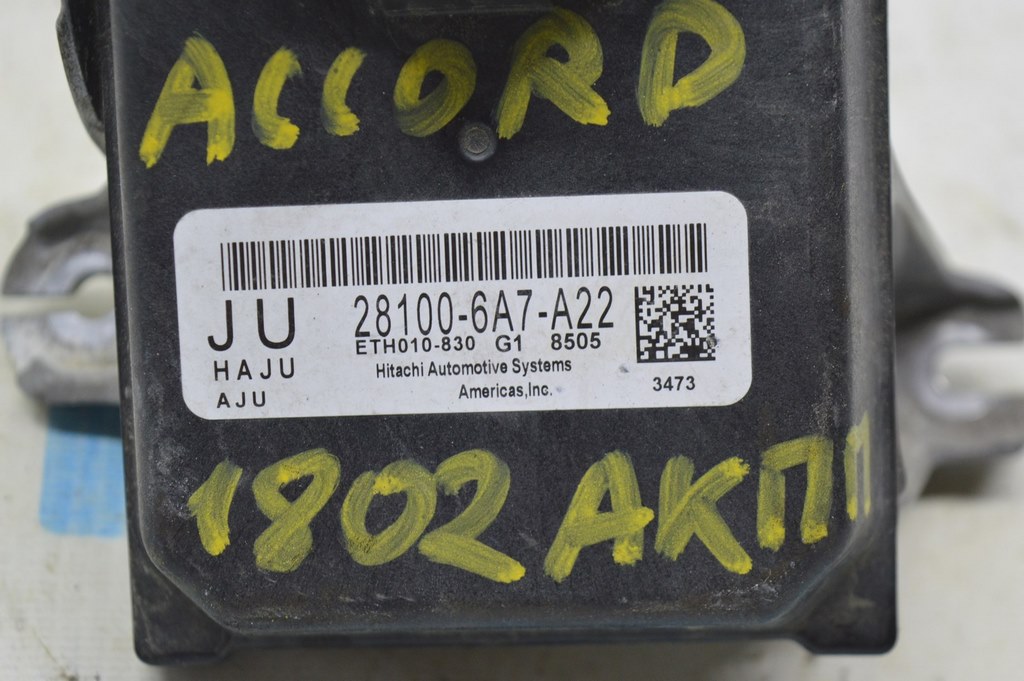 ACCORD
JU 28100-6A7-A22
ETH010-830 G1 8505
HAJU Hitachi Automotive Systems
AJU Americas,Inc. 3473
1802 АКПП